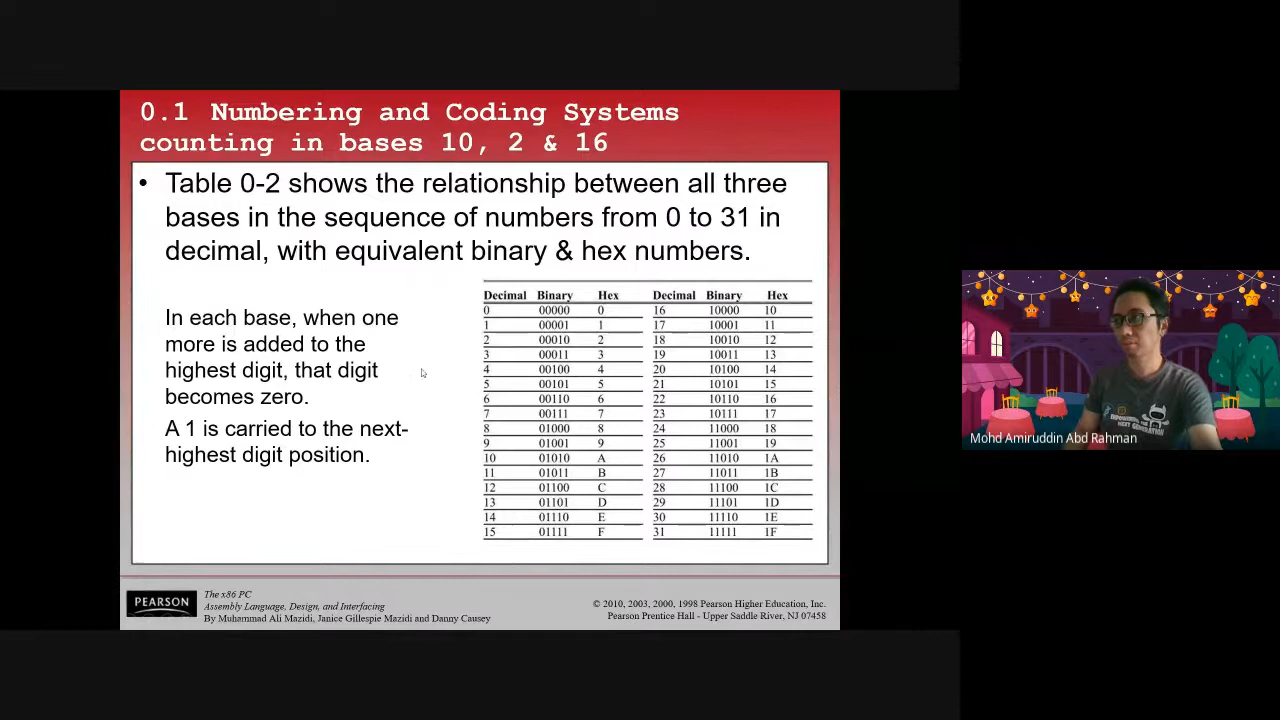 0.1 Numbering and Coding Systems
counting in bases 10, 2 & 16
• Table 0-2 shows the relationship between all three
bases in the sequence of numbers from 0 to 31 in
decimal, with equivalent binary & hex numbers.
In each base, when one
more is added to the
highest digit, that digit
becomes zero.
A 1 is carried to the next-
highest digit position.
Decimal Binary Hex Decimal Binary Hex
0 00000 0 16 10000 10
1 00001 1 17 10001 11
2 00010 2 18 10010 12
3 00011 3 19 10011 13
4 00100 4 20 10100 14
5 00101 5 21 10101 15
6 00110 6 22 10110 16
7 00111 7 23 10111 17
8 01000 8 24 11000 18
9 01001 9 25 11001 19
10 01010 A 26 11010 1A
11 01011 B 27 11011 1B
12 01100 C 28 11100 1C
13 01101 D 29 11101 1D
14 01110 E 30 11110 1E
15 01111 F 31 11111 1F
PEARSON
The x86 PC
Assembly Language, Design, and Interfacing
By Muhammad Ali Mazidi, Janice Gillespie Mazidi and Danny Causey
© 2010, 2003, 2000, 1998 Pearson Higher Education, Inc.
Pearson Prentice Hall - Upper Saddle River, NJ 07458
NEXT GENERATION
Mohd Amiruddin Abd Rahman